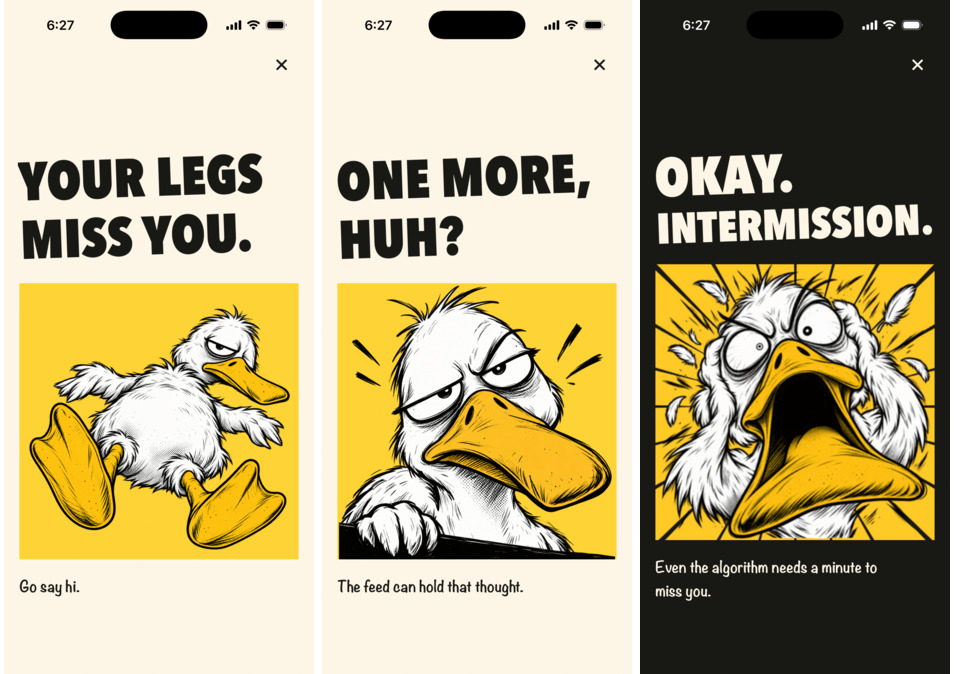 6:27
YOUR LEGS
MISS YOU.
Go say hi.
6:27
ONE MORE,
HUH?
The feed can hold that thought.
6:27
OKAY.
INTERMISSION.
Even the algorithm needs a minute to
miss you.